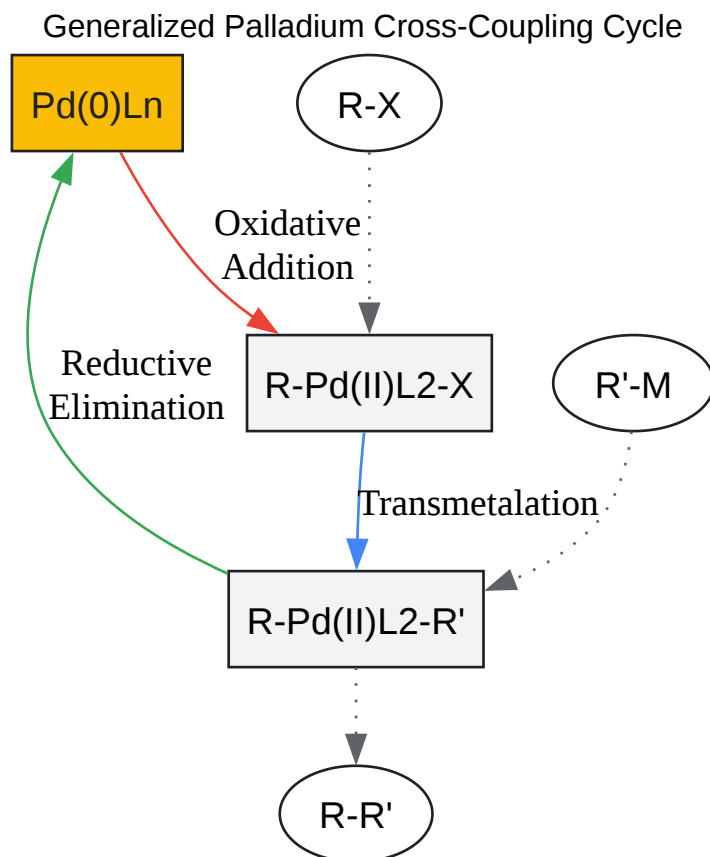 Generalized Palladium Cross-Coupling Cycle
Pd(0)Ln
R-X
Oxidative
Addition
R-Pd(II)L2-X
R'-M
Reductive
Elimination
Transmetalation
R-Pd(II)L2-R'
R-R'